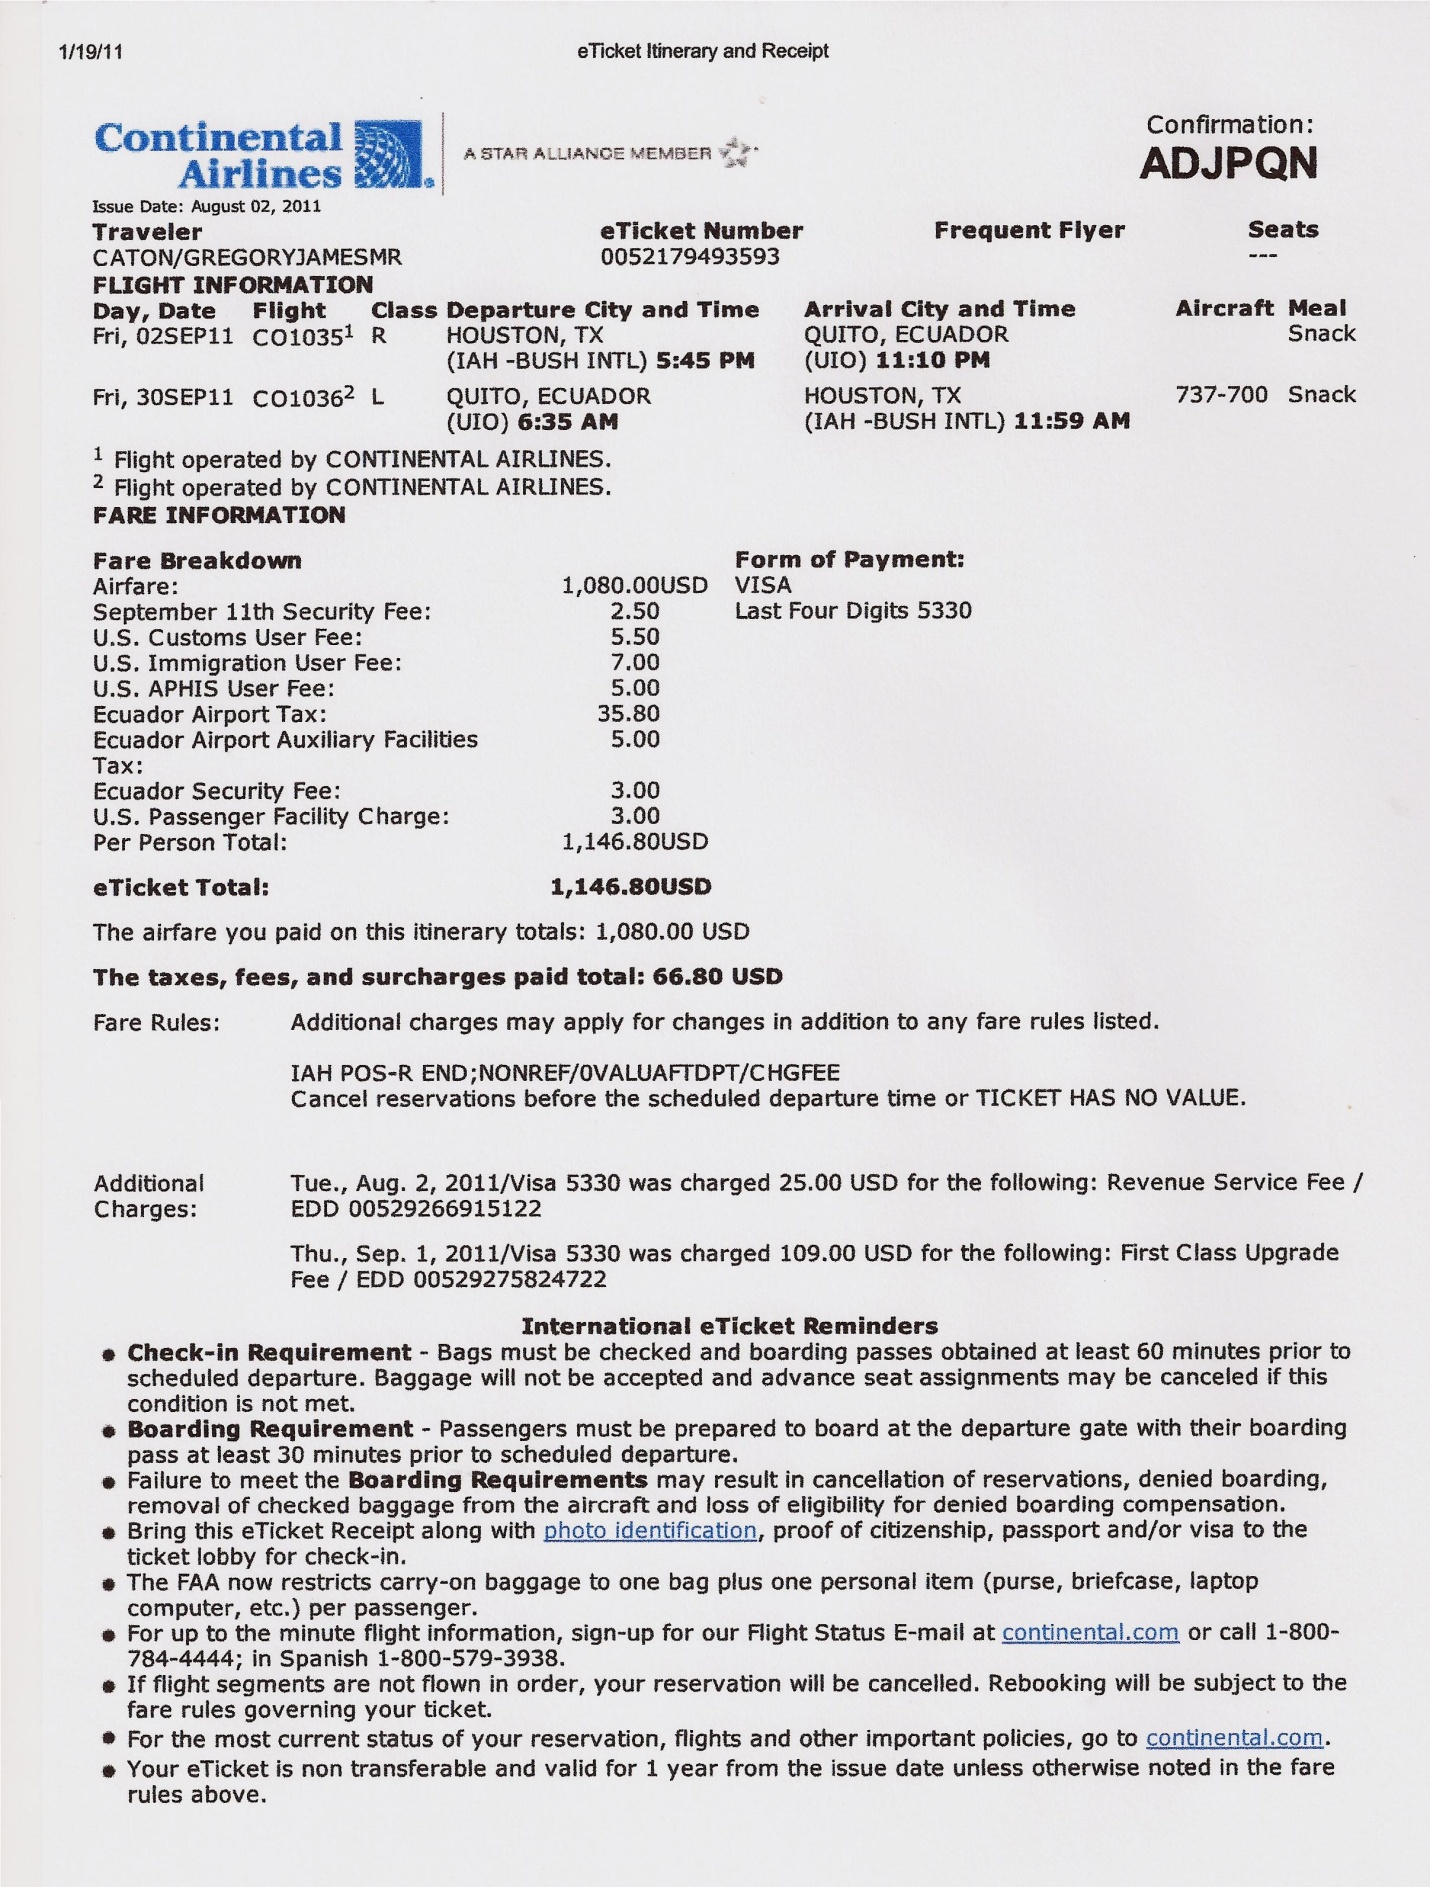 1/19/11 eTicket Itinerary and Receipt
Continental Airlines
A STAR ALLIANCE MEMBER
Confirmation:
ADJPQN
Issue Date: August 02, 2011
Traveler eTicket Number Frequent Flyer Seats
CATON/GREGORYJAMESMR 0052179493593 ---
FLIGHT INFORMATION
Day, Date Flight Class Departure City and Time Arrival City and Time Aircraft Meal
Fri, 02SEP11 CO1035¹ R HOUSTON, TX QUITO, ECUADOR Snack
(IAH -BUSH INTL) 5:45 PM (UIO) 11:10 PM
Fri, 30SEP11 CO1036² L QUITO, ECUADOR HOUSTON, TX 737-700 Snack
(UIO) 6:35 AM (IAH -BUSH INTL) 11:59 AM
¹ Flight operated by CONTINENTAL AIRLINES.
² Flight operated by CONTINENTAL AIRLINES.
FARE INFORMATION
Fare Breakdown Form of Payment:
Airfare: 1,080.00USD VISA
September 11th Security Fee: 2.50 Last Four Digits 5330
U.S. Customs User Fee: 5.50
U.S. Immigration User Fee: 7.00
U.S. APHIS User Fee: 5.00
Ecuador Airport Tax: 35.80
Ecuador Airport Auxiliary Facilities 5.00
Tax:
Ecuador Security Fee: 3.00
U.S. Passenger Facility Charge: 3.00
Per Person Total: 1,146.80USD
eTicket Total: 1,146.80USD
The airfare you paid on this itinerary totals: 1,080.00 USD
The taxes, fees, and surcharges paid total: 66.80 USD
Fare Rules: Additional charges may apply for changes in addition to any fare rules listed.
IAH POS-R END;NONREF/0VALUAFTDPT/CHGFEE
Cancel reservations before the scheduled departure time or TICKET HAS NO VALUE.
Additional Tue., Aug. 2, 2011/Visa 5330 was charged 25.00 USD for the following: Revenue Service Fee /
Charges: EDD 00529266915122
Thu., Sep. 1, 2011/Visa 5330 was charged 109.00 USD for the following: First Class Upgrade
Fee / EDD 00529275824722
International eTicket Reminders
● Check-in Requirement - Bags must be checked and boarding passes obtained at least 60 minutes prior to
scheduled departure. Baggage will not be accepted and advance seat assignments may be canceled if this
condition is not met.
● Boarding Requirement - Passengers must be prepared to board at the departure gate with their boarding
pass at least 30 minutes prior to scheduled departure.
● Failure to meet the Boarding Requirements may result in cancellation of reservations, denied boarding,
removal of checked baggage from the aircraft and loss of eligibility for denied boarding compensation.
● Bring this eTicket Receipt along with photo identification, proof of citizenship, passport and/or visa to the
ticket lobby for check-in.
● The FAA now restricts carry-on baggage to one bag plus one personal item (purse, briefcase, laptop
computer, etc.) per passenger.
● For up to the minute flight information, sign-up for our Flight Status E-mail at continental.com or call 1-800-
784-4444; in Spanish 1-800-579-3938.
● If flight segments are not flown in order, your reservation will be cancelled. Rebooking will be subject to the
fare rules governing your ticket.
● For the most current status of your reservation, flights and other important policies, go to continental.com.
● Your eTicket is non transferable and valid for 1 year from the issue date unless otherwise noted in the fare
rules above.